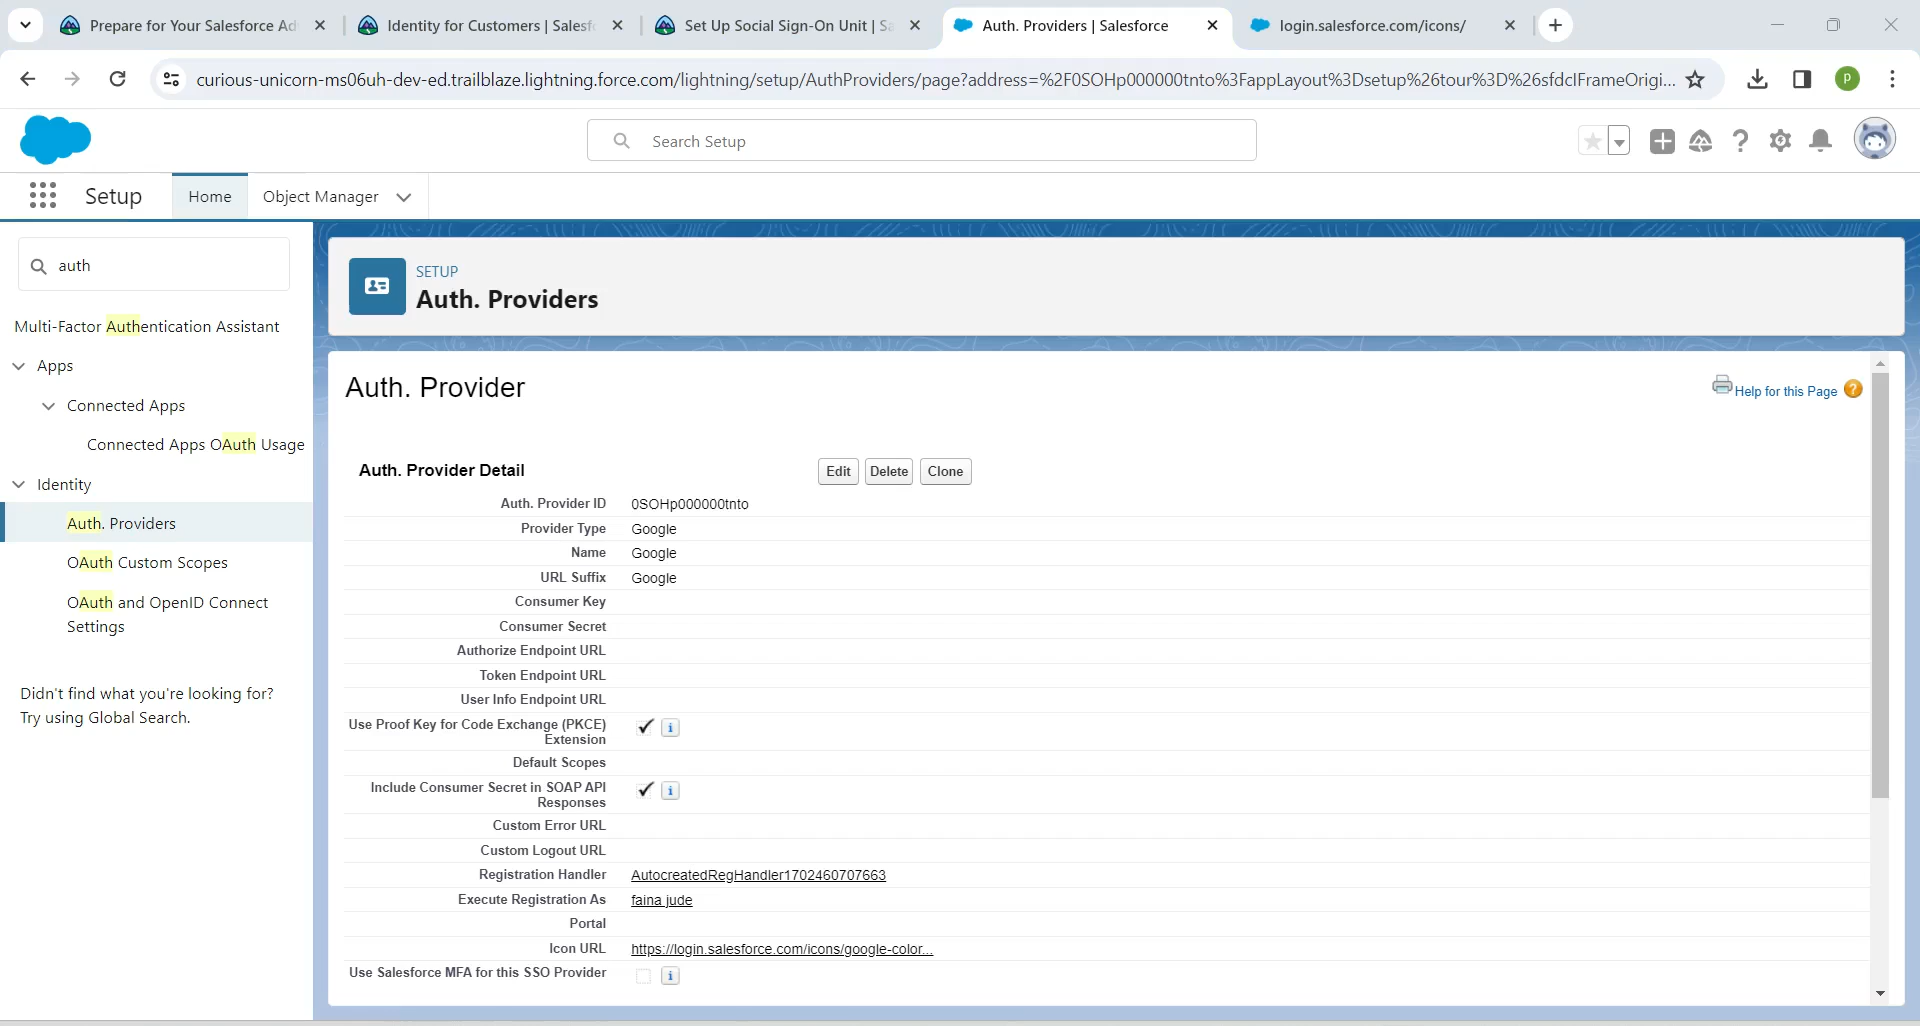 Prepare for Your Salesforce Ad
Identity for Customers | Salesf
Set Up Social Sign-On Unit | Sa
Auth. Providers | Salesforce
login.salesforce.com/icons/
curious-unicorn-ms06uh-dev-ed.trailblaze.lightning.force.com/lightning/setup/AuthProviders/page?address=%2F0SOHp000000tnto%3FappLayout%3Dsetup%26tour%3D%26sfdcIFrameOrigi...
P
Search Setup
Setup
Home
Object Manager
auth
Multi-Factor Authentication Assistant
Apps
Connected Apps
Connected Apps OAuth Usage
Identity
Auth. Providers
OAuth Custom Scopes
OAuth and OpenID Connect
Settings
Didn't find what you're looking for?
Try using Global Search.
SETUP
Auth. Providers
Auth. Provider
Help for this Page
Auth. Provider Detail
Edit
Delete
Clone
Auth. Provider ID 0SOHp000000tnto
Provider Type Google
Name Google
URL Suffix Google
Consumer Key
Consumer Secret
Authorize Endpoint URL
Token Endpoint URL
User Info Endpoint URL
Use Proof Key for Code Exchange (PKCE)
Extension
Default Scopes
Include Consumer Secret in SOAP API
Responses
Custom Error URL
Custom Logout URL
Registration Handler AutocreatedRegHandler1702460707663
Execute Registration As faina jude
Portal
Icon URL https://login.salesforce.com/icons/google-color...
Use Salesforce MFA for this SSO Provider